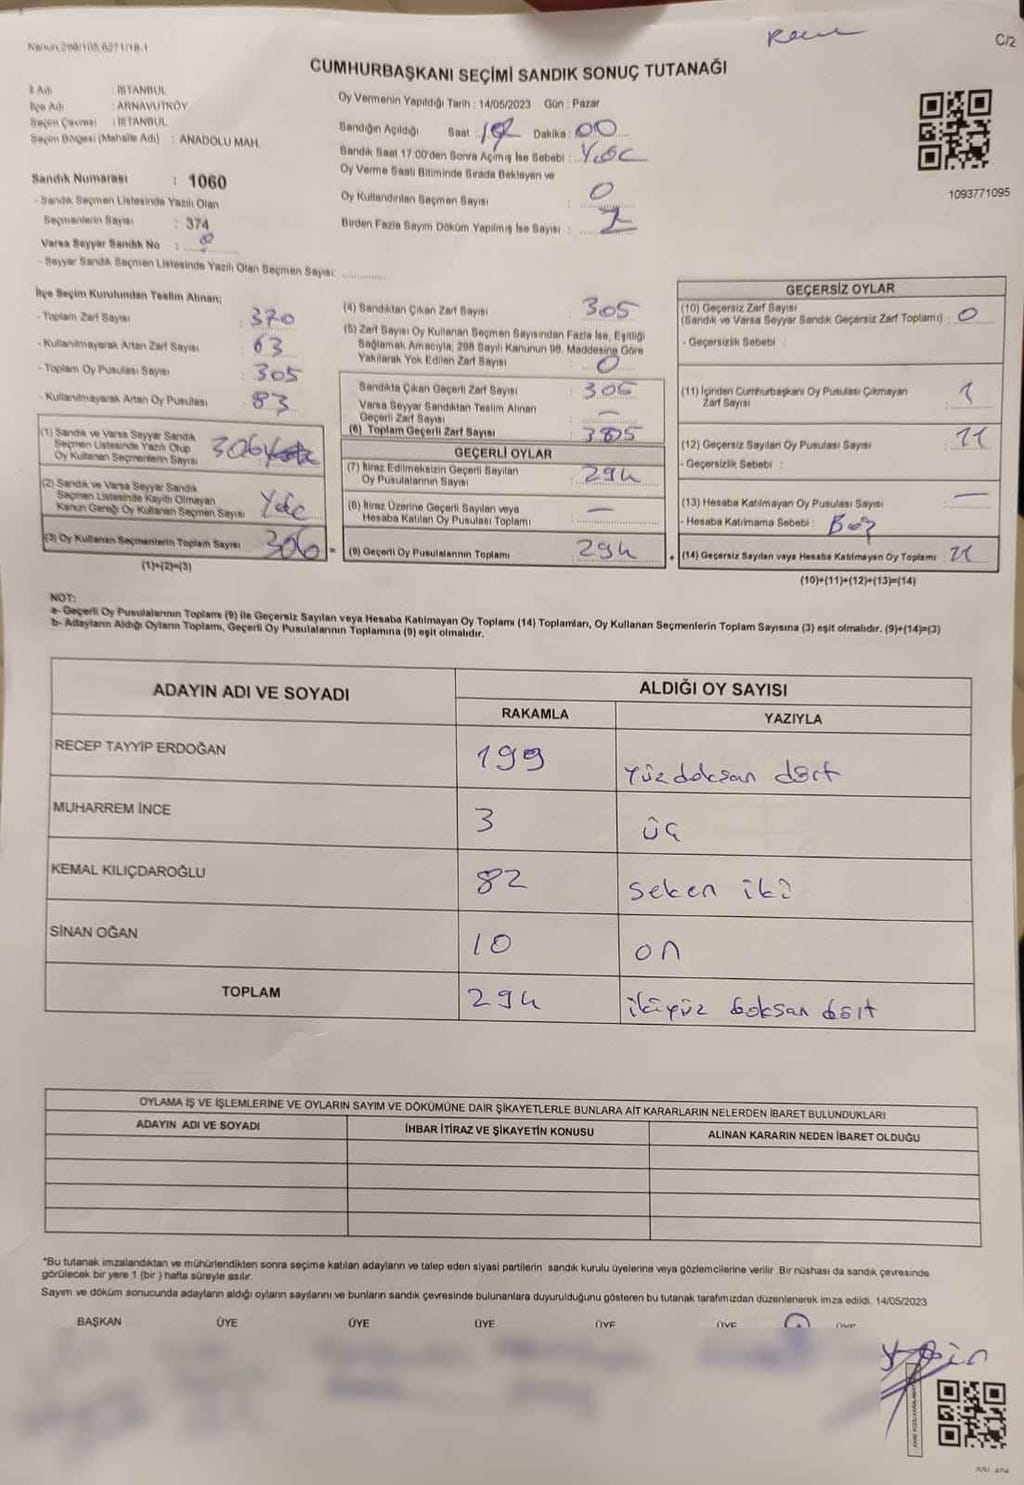 Kanun:298/103,6271/18-1
C/2
CUMHURBAŞKANI SEÇİMİ SANDIK SONUÇ TUTANAĞI
İl Adı : İSTANBUL
İlçe Adı : ARNAVUTKÖY
Seçim Çevresi : İSTANBUL
Seçim Bölgesi (Mahalle Adı) : ANADOLU MAH.
Sandık Numarası : 1060
- Sandık Seçmen Listesinde Yazılı Olan
Seçmenlerin Sayısı : 374
Varsa Seyyar Sandık No : 0
- Seyyar Sandık Seçmen Listesinde Yazılı Olan Seçmen Sayısı:
Oy Vermenin Yapıldığı Tarih : 14/05/2023 Gün : Pazar
Sandığın Açıldığı Saat : Dakika : 00
Sandık Saat 17:00'den Sonra Açımış İse Sebebi :
Oy Verme Saati Bitiminde Sırada Bekleyen ve
Oy Kullandırılan Seçmen Sayısı : 0
Birden Fazla Sayım Döküm Yapılmış İse Sayısı :
1093771095
İlçe Seçim Kurulundan Teslim Alınan;
- Toplam Zarf Sayısı : 370
- Kullanılmayarak Artan Zarf Sayısı : 63
- Toplam Oy Pusulası Sayısı : 305
- Kullanılmayarak Artan Oy Pusulası : 83
(1) Sandık ve Varsa Seyyar Sandık
Seçmen Listesinde Yazılı Olup
Oy Kullanan Seçmenlerin Sayısı 306
(2) Sandık ve Varsa Seyyar Sandık
Seçmen Listesinde Kayıtlı Olmayan
Kanun Gereği Oy Kullanan Seçmen Sayısı
(3) Oy Kullanan Seçmenlerin Toplam Sayısı 306 =
(1)+(2)=(3)
(4) Sandıktan Çıkan Zarf Sayısı : 305
(5) Zarf Sayısı Oy Kullanan Seçmen Sayısından Fazla İse, Eşitliği
Sağlamak Amacıyla, 298 Sayılı Kanunun 98. Maddesine Göre
Yakılarak Yok Edilen Zarf Sayısı : 0
Sandıkta Çıkan Geçerli Zarf Sayısı : 305
Varsa Seyyar Sandıktan Teslim Alınan
Geçerli Zarf Sayısı : —
(6) Toplam Geçerli Zarf Sayısı : 305
GEÇERLİ OYLAR
(7) İtiraz Edilmeksizin Geçerli Sayılan
Oy Pusulalarının Sayısı : 294
(8) İtiraz Üzerine Geçerli Sayılan veya
Hesaba Katılan Oy Pusulası Toplamı : —
(9) Geçerli Oy Pusulalarının Toplamı : 294 +
GEÇERSİZ OYLAR
(10) Geçersiz Zarf Sayısı
(Sandık ve Varsa Seyyar Sandık Geçersiz Zarf Toplamı) : 0
- Geçersizlik Sebebi :
(11) İçinden Cumhurbaşkanı Oy Pusulası Çıkmayan
Zarf Sayısı : 1
(12) Geçersiz Sayılan Oy Pusulası Sayısı : 11
- Geçersizlik Sebebi :
(13) Hesaba Katılmayan Oy Pusulası Sayısı : —
- Hesaba Katılmama Sebebi : Boş
(14) Geçersiz Sayılan veya Hesaba Katılmayan Oy Toplamı :
(10)+(11)+(12)+(13)=(14)
NOT:
a- Geçerli Oy Pusulalarının Toplamı (9) ile Geçersiz Sayılan veya Hesaba Katılmayan Oy Toplamı (14) Toplamları, Oy Kullanan Seçmenlerin Toplam Sayısına (3) eşit olmalıdır. (9)+(14)=(3)
b- Adayların Aldığı Oyların Toplamı, Geçerli Oy Pusulalarının Toplamına (9) eşit olmalıdır.
ADAYIN ADI VE SOYADI ALDIĞI OY SAYISI
RAKAMLA YAZIYLA
RECEP TAYYİP ERDOĞAN 199 Yüz doksan dört
MUHARREM İNCE 3 üç
KEMAL KILIÇDAROĞLU 82 seken iki
SİNAN OĞAN 10 on
TOPLAM 294 ikiyüz doksan dört
OYLAMA İŞ VE İŞLEMLERİNE VE OYLARIN SAYIM VE DÖKÜMÜNE DAİR ŞİKAYETLERLE BUNLARA AİT KARARLARIN NELERDEN İBARET BULUNDUKLARI
ADAYIN ADI VE SOYADI İHBAR İTİRAZ VE ŞİKAYETİN KONUSU ALINAN KARARIN NEDEN İBARET OLDUĞU
*Bu tutanak imzalandıktan ve mühürlendikten sonra seçime katılan adayların ve talep eden siyasi partilerin sandık kurulu üyelerine veya gözlemcilerine verilir .Bir nüshası da sandık çevresinde
görülecek bir yere 1 (bir ) hafta süreyle asılır.
Sayım ve döküm sonucunda adayların aldığı oyların sayılarını ve bunların sandık çevresinde bulunanlara duyurulduğunu gösteren bu tutanak tarafımızdan düzenlenerek imza edildi. 14/05/2023
BAŞKAN ÜYE ÜYE ÜYE ÜYE ÜYE ÜYE